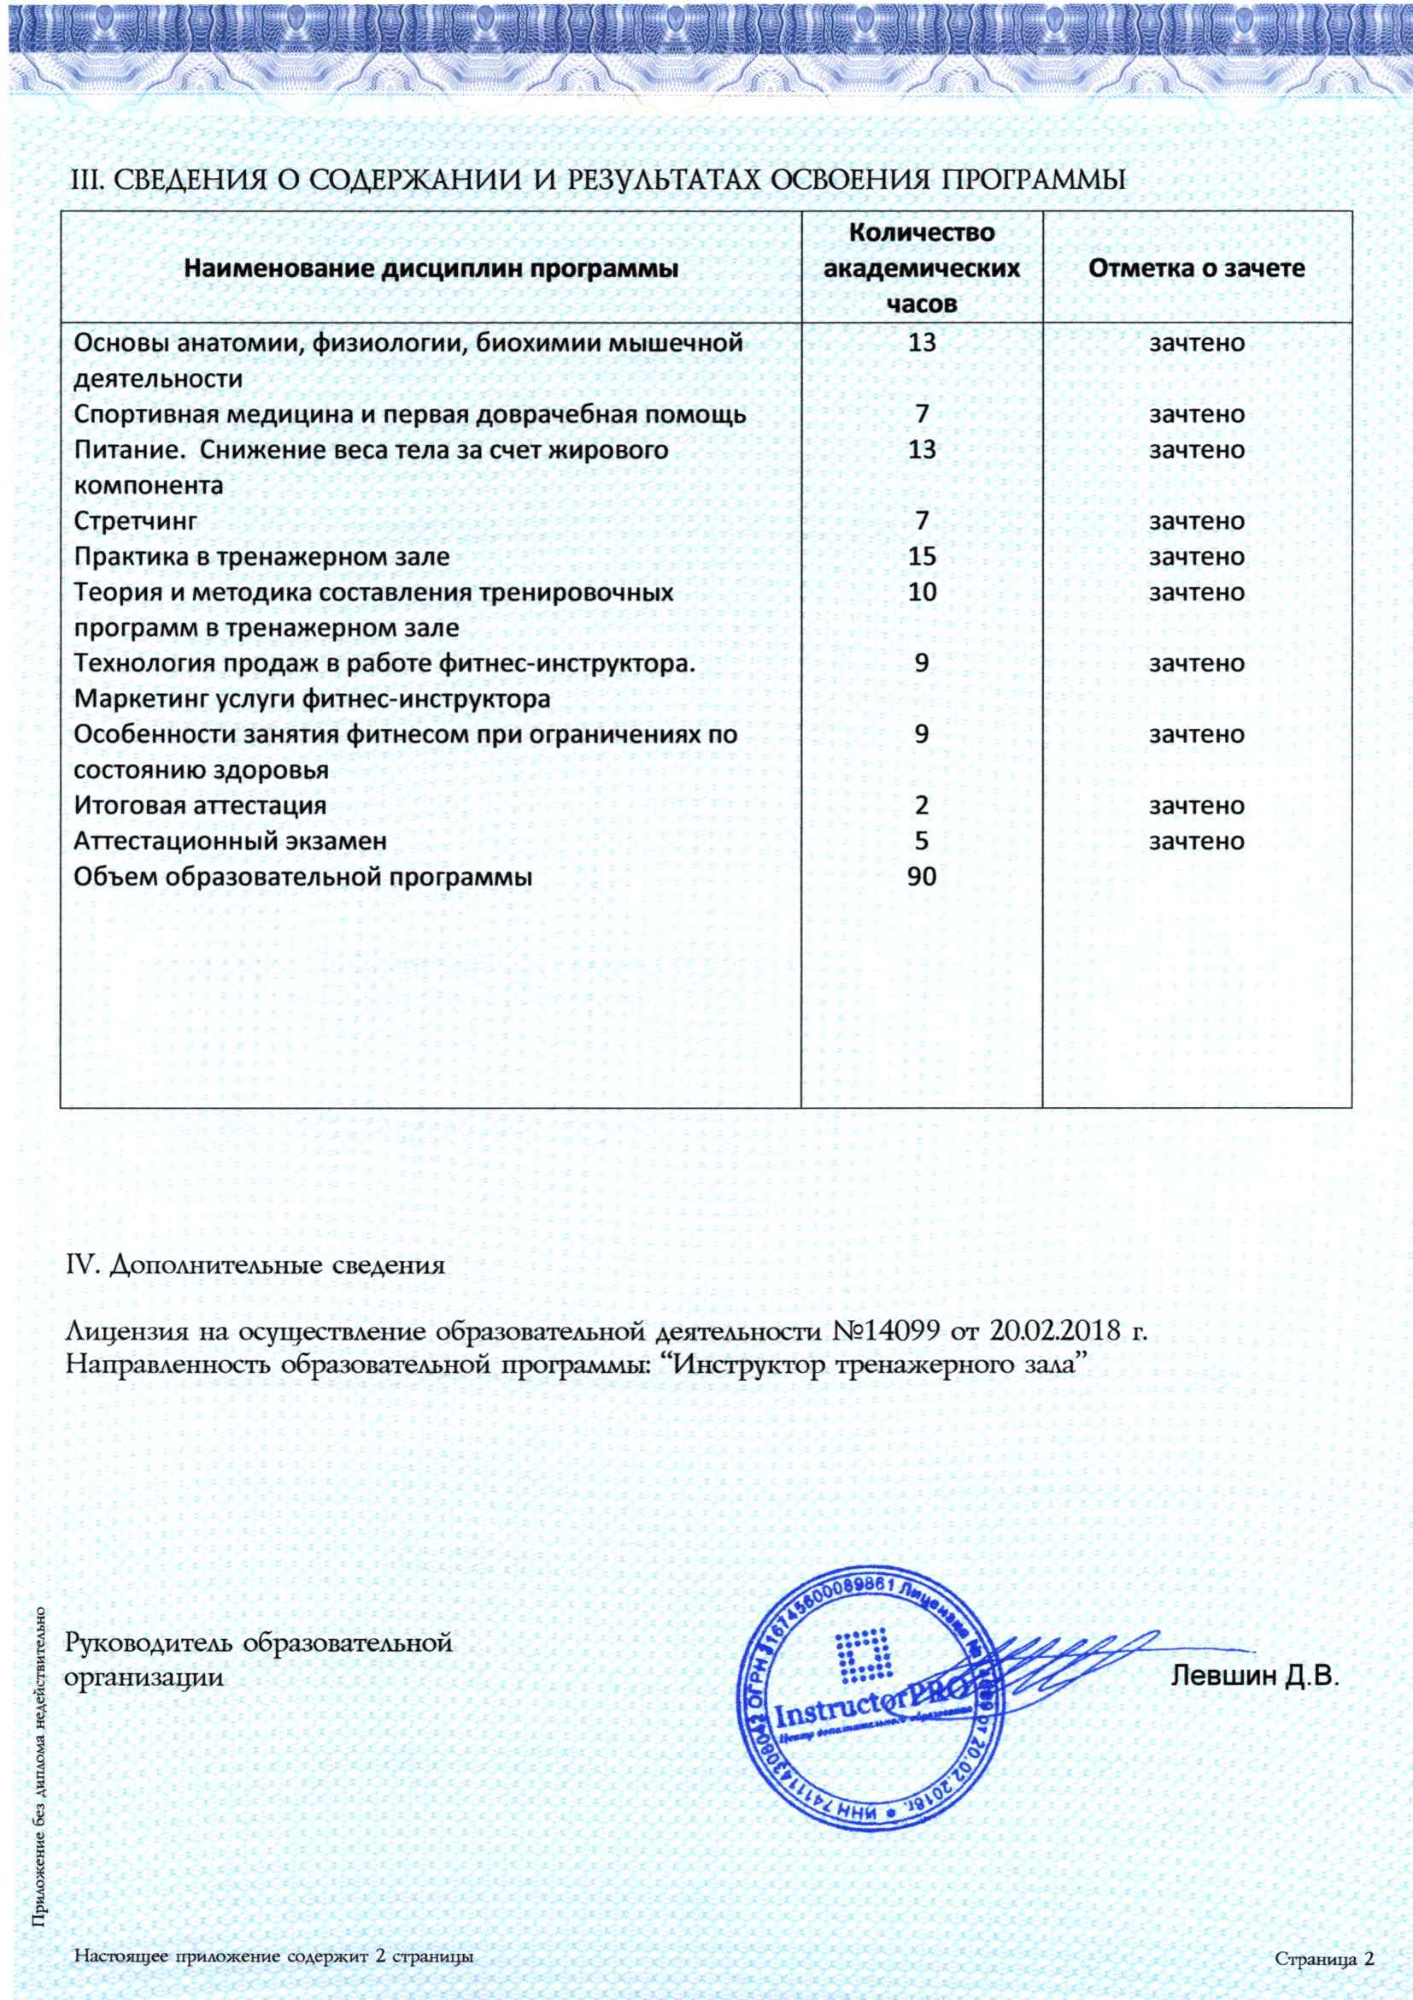 III. СВЕДЕНИЯ О СОДЕРЖАНИИ И РЕЗУЛЬТАТАХ ОСВОЕНИЯ ПРОГРАММЫ
Наименование дисциплин программы
Количество
академических
часов
Отметка о зачете
Основы анатомии, физиологии, биохимии мышечной 13 зачтено
деятельности
Спортивная медицина и первая доврачебная помощь 7 зачтено
Питание. Снижение веса тела за счет жирового 13 зачтено
компонента
Стретчинг 7 зачтено
Практика в тренажерном зале 15 зачтено
Теория и методика составления тренировочных 10 зачтено
программ в тренажерном зале
Технология продаж в работе фитнес-инструктора. 9 зачтено
Маркетинг услуги фитнес-инструктора
Особенности занятия фитнесом при ограничениях по 9 зачтено
состоянию здоровья
Итоговая аттестация 2 зачтено
Аттестационный экзамен 5 зачтено
Объем образовательной программы 90
IV. Дополнительные сведения
Лицензия на осуществление образовательной деятельности №14099 от 20.02.2018 г.
Направленность образовательной программы: “Инструктор тренажерного зала”
Руководитель образовательной
организации
ИНН 741114308042 ОГРН 316745600089861 Лицензия № от 20.02.2018г.
InstructorPRO
Центр дополнительного образования
Левшин Д.В.
Приложение без диплома недействительно
Настоящее приложение содержит 2 страницы
Страница 2